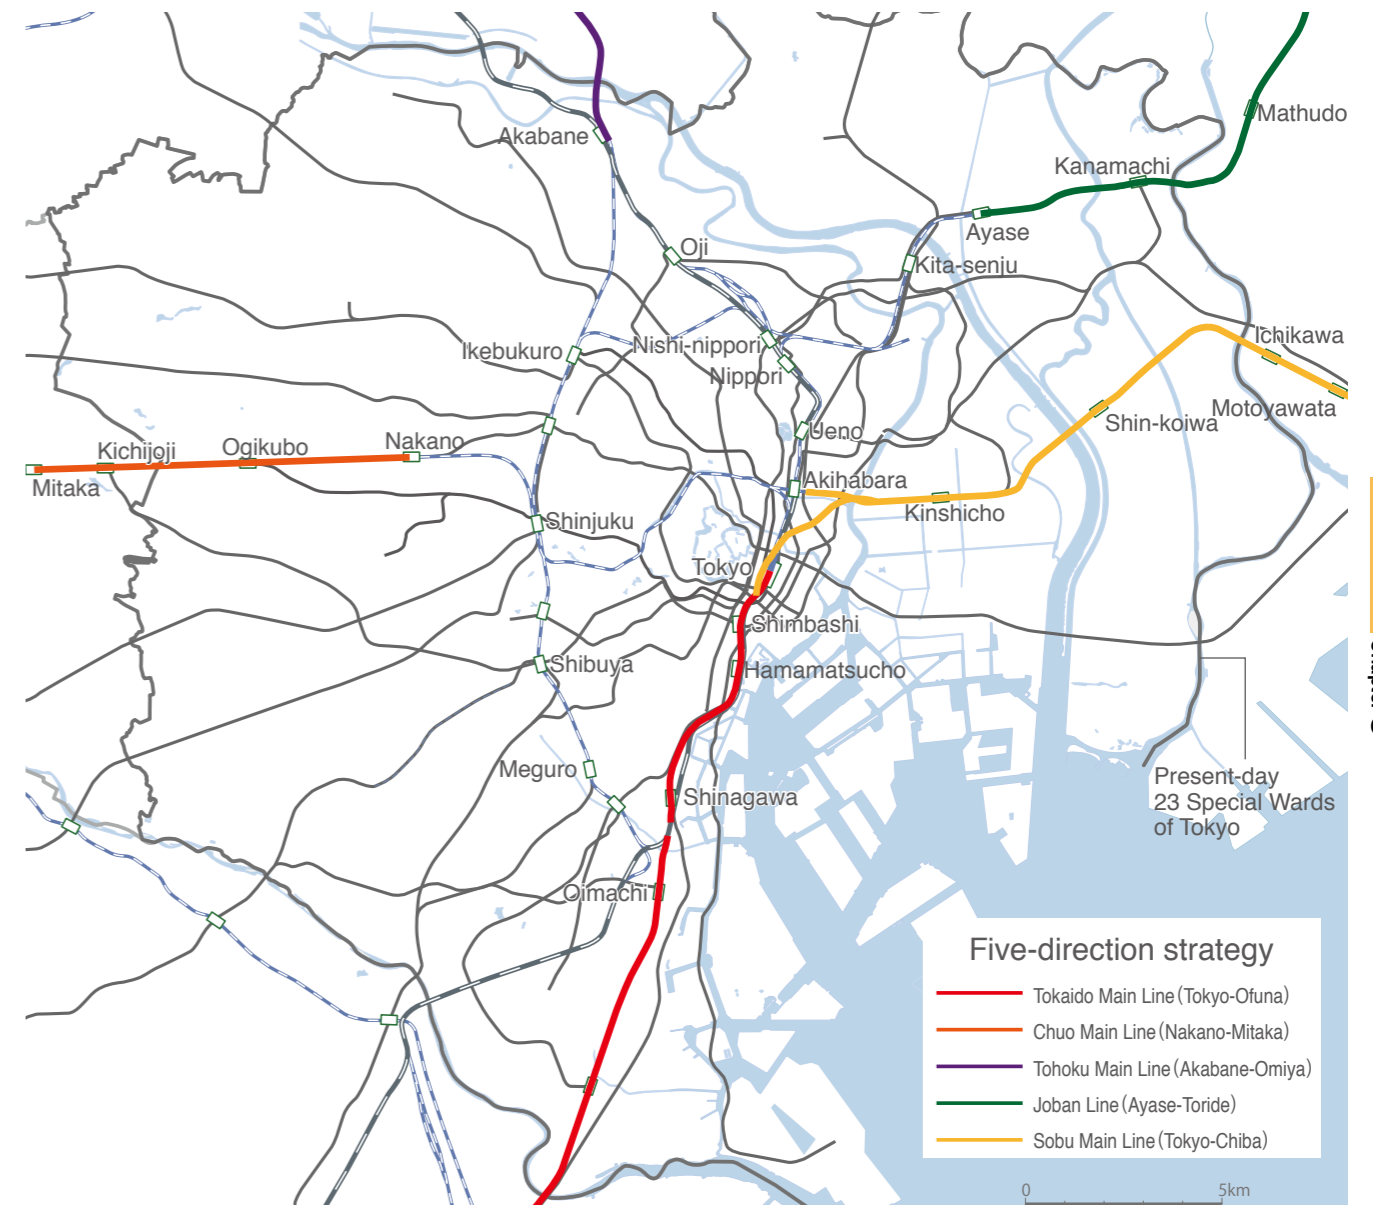 Akabane
Mathudo
Kanamachi
Ayase
Oji
Kita-senju
Nishi-nippori
Ikebukuro
Nippori
Ichikawa
Motoyawata
Shin-koiwa
Ueno
Kichijoji
Ogikubo
Nakano
Mitaka
Akihabara
Kinshicho
Shinjuku
Tokyo
Shimbashi
Shibuya
Hamamatsucho
Meguro
Shinagawa
Present-day
23 Special Wards
of Tokyo
Oimachi
Five-direction strategy
Tokaido Main Line (Tokyo-Ofuna)
Chuo Main Line (Nakano-Mitaka)
Tohoku Main Line (Akabane-Omiya)
Joban Line (Ayase-Toride)
Sobu Main Line (Tokyo-Chiba)
0 5km